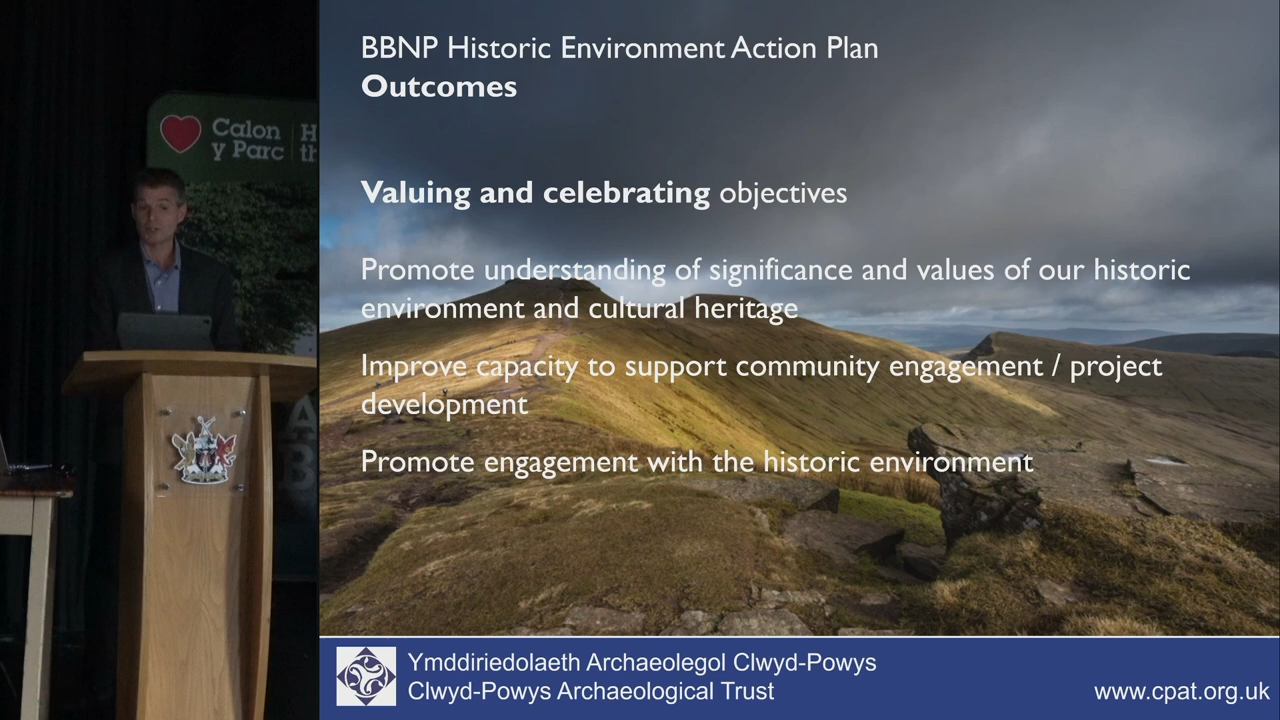 Calon
y Parc
BBNP Historic Environment Action Plan
Outcomes
Valuing and celebrating objectives
Promote understanding of significance and values of our historic
environment and cultural heritage
Improve capacity to support community engagement / project
development
Promote engagement with the historic environment
Ymddiriedolaeth Archaeolegol Clwyd-Powys
Clwyd-Powys Archaeological Trust
www.cpat.org.uk